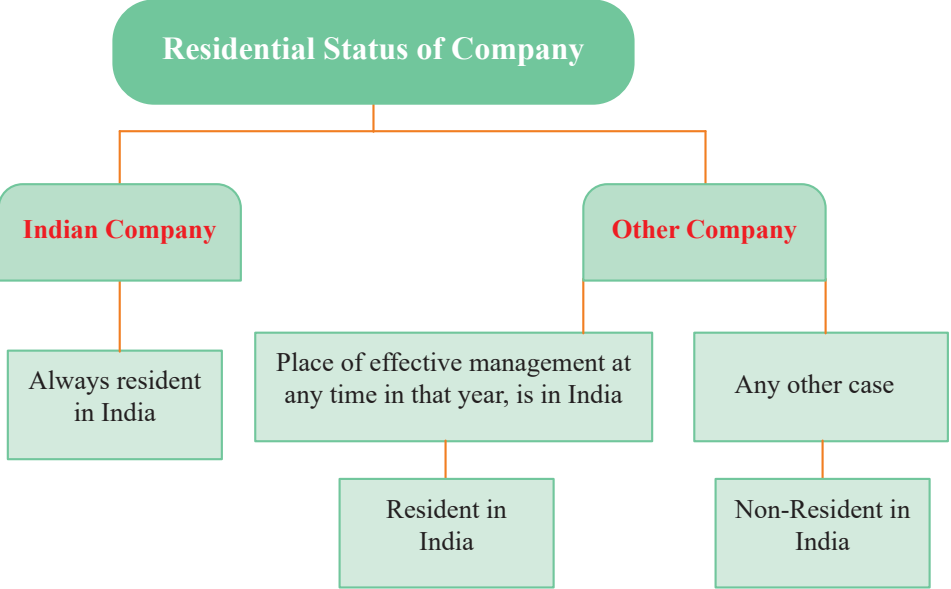 Residential Status of Company
Indian Company
Other Company
Always resident
in India
Place of effective management at
any time in that year, is in India
Any other case
Resident in
India
Non-Resident in
India